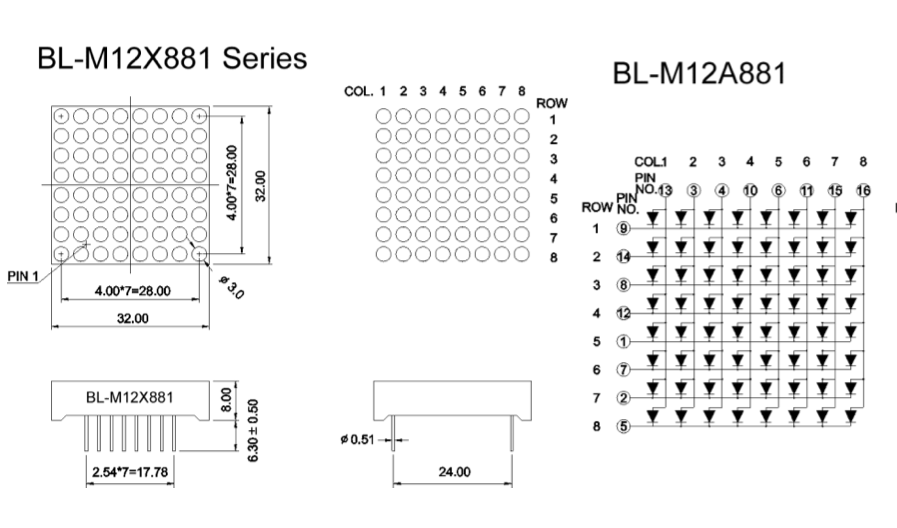 BL-M12X881 Series
BL-M12A881
COL. 1 2 3 4 5 6 7 8
ROW
1
2
3
4
5
6
7
8
4.00*7=28.00
32.00
PIN 1
ø 3.0
4.00*7=28.00
32.00
COL.1 2 3 4 5 6 7 8
PIN
NO. 13 3 4 10 6 11 15 16
ROW PIN
NO.
1 9
2 14
3 8
4 12
5 1
6 7
7 2
8 5
BL-M12X881
8.00
6.30 ± 0.50
2.54*7=17.78
ø 0.51
24.00